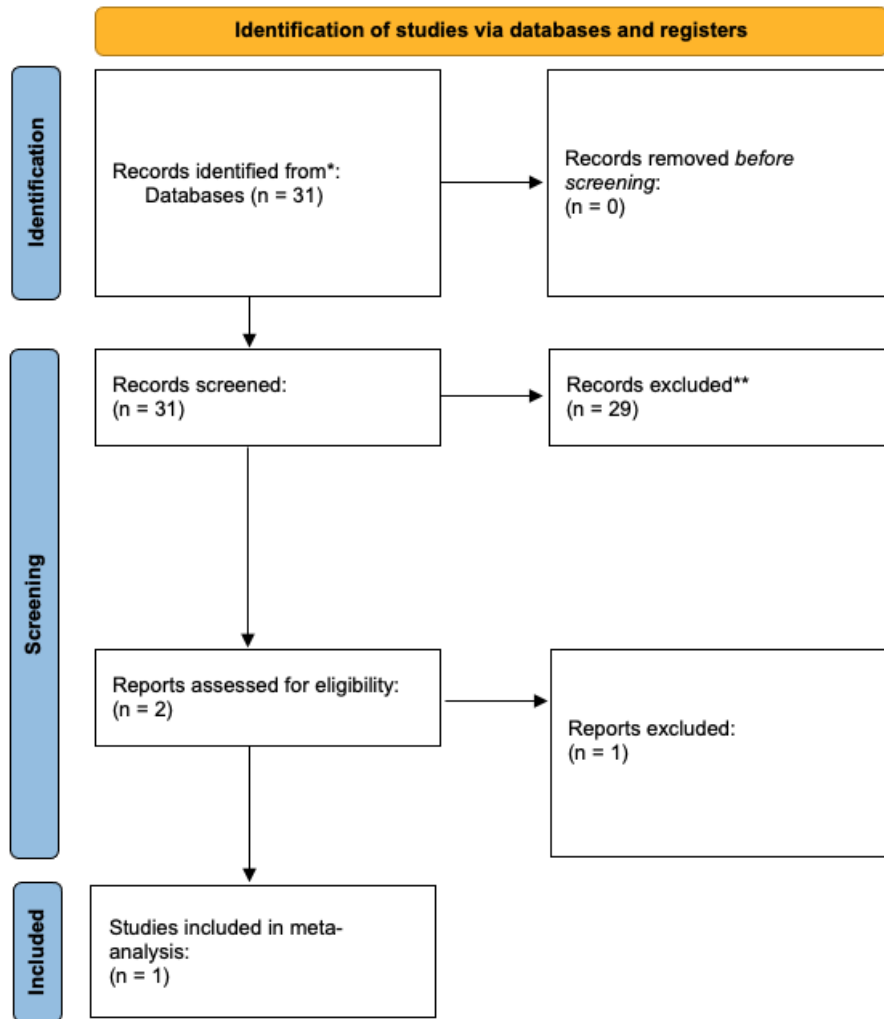 Identification of studies via databases and registers
Identification
Records identified from*:
Databases (n = 31)
Records removed before
screening:
(n = 0)
Screening
Records screened:
(n = 31)
Records excluded**
(n = 29)
Reports assessed for eligibility:
(n = 2)
Reports excluded:
(n = 1)
Included
Studies included in meta-
analysis:
(n = 1)